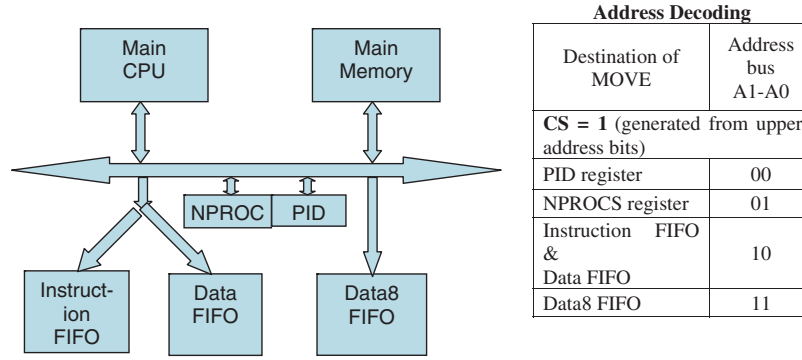 Main
CPU
Main
Memory
NPROC
PID
Instruct-
ion
FIFO
Data
FIFO
Data8
FIFO
Address Decoding
Destination of
MOVE
Address
bus
A1-A0
CS = 1 (generated from upper
address bits)
PID register 00
NPROCS register 01
Instruction FIFO
&
Data FIFO
10
Data8 FIFO 11